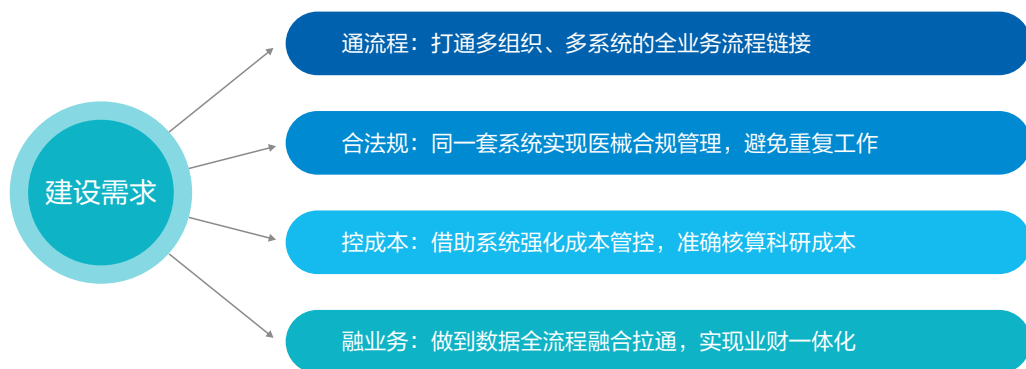 建设需求
通流程：打通多组织、多系统的全业务流程链接
合法规：同一套系统实现医械合规管理，避免重复工作
控成本：借助系统强化成本管控，准确核算科研成本
融业务：做到数据全流程融合拉通，实现业财一体化